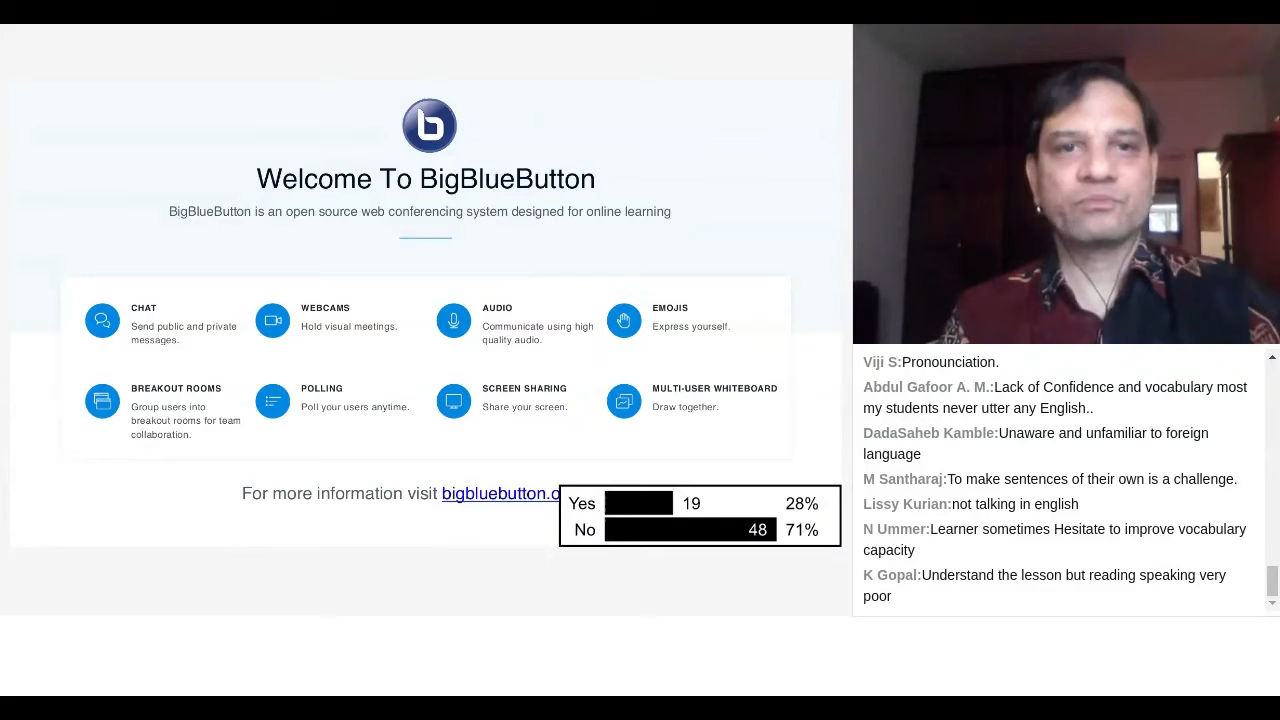 b
Welcome To BigBlueButton
BigBlueButton is an open source web conferencing system designed for online learning
CHAT
Send public and private
messages.
WEBCAMS
Hold visual meetings.
AUDIO
Communicate using high
quality audio.
EMOJIS
Express yourself.
BREAKOUT ROOMS
Group users into
breakout rooms for team
collaboration.
POLLING
Poll your users anytime.
SCREEN SHARING
Share your screen.
MULTI-USER WHITEBOARD
Draw together.
For more information visit bigbluebutton.o
Yes 19 28%
No 48 71%
Viji S:Pronounciation.
Abdul Gafoor A. M.:Lack of Confidence and vocabulary most
my students never utter any English..
DadaSaheb Kamble:Unaware and unfamiliar to foreign
language
M Santharaj:To make sentences of their own is a challenge.
Lissy Kurian:not talking in english
N Ummer:Learner sometimes Hesitate to improve vocabulary
capacity
K Gopal:Understand the lesson but reading speaking very
poor